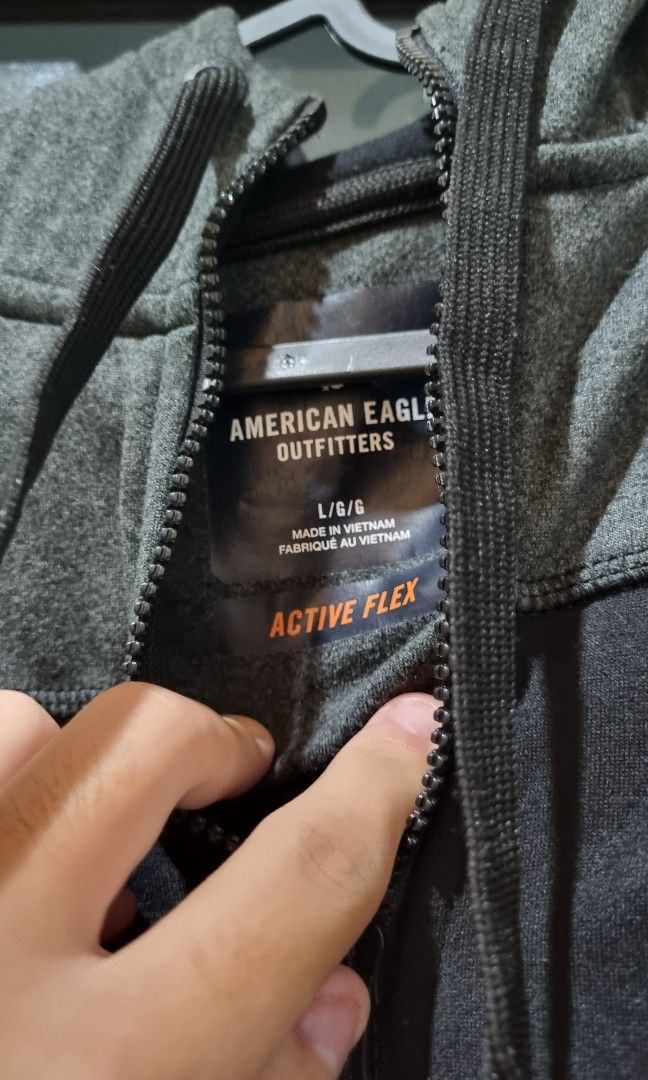 AMERICAN EAGL
OUTFITTERS
L/G/G
MADE IN VIETNAM
FABRIQUÉ AU VIETNAM
ACTIVE FLEX